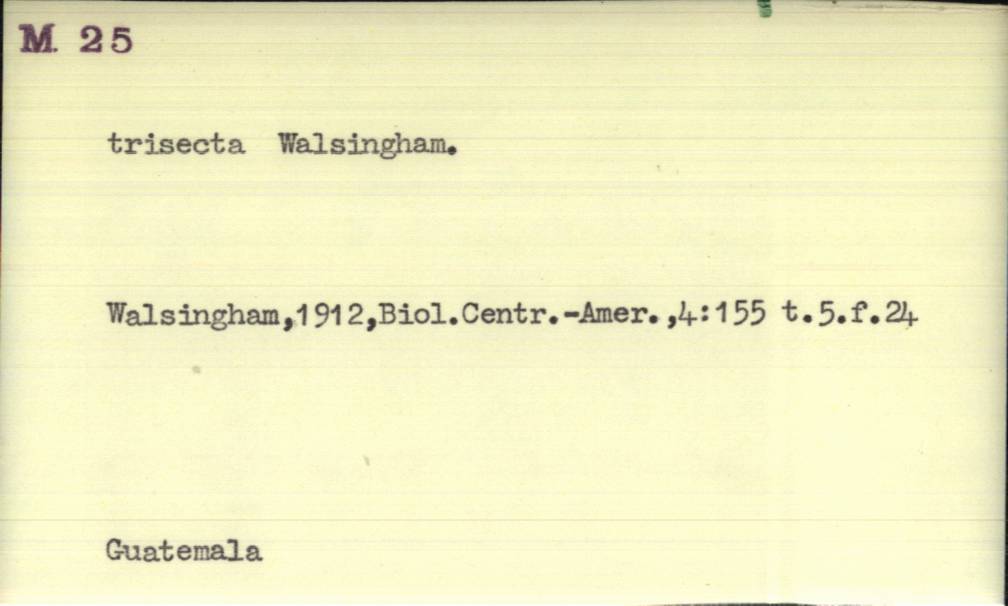 M. 25
trisecta Walsingham.
Walsingham,1912,Biol.Centr.-Amer.,4:155 t.5.f.24
Guatemala